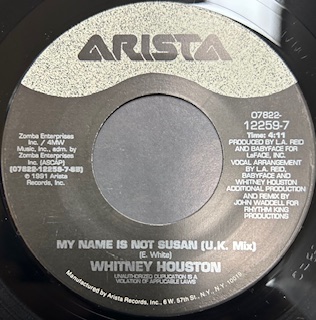 ARISTA
Zomba Enterprises
Inc. / 4MW
Music, Inc., adm. by
Zomba Enterprises
Inc. (ASCAP)
[07822-12259-7-SB]
℗ 1991 Arista
Records, Inc.
07822-
12259-7
Time: 4:11
PRODUCED BY L.A. REID
AND BABYFACE FOR
LaFACE, INC.
VOCAL ARRANGEMENT
BY L.A. REID,
BABYFACE AND
WHITNEY HOUSTON
ADDITIONAL PRODUCTION
AND REMIX BY
JOHN WADDELL FOR
RHYTHM KING
PRODUCTIONS
MY NAME IS NOT SUSAN (U.K. Mix)
(E. White)
WHITNEY HOUSTON
UNAUTHORIZED DUPLICATION IS A
VIOLATION OF APPLICABLE LAWS
Manufactured by Arista Records, Inc., 6 W. 57th St., N.Y., N.Y. 10019